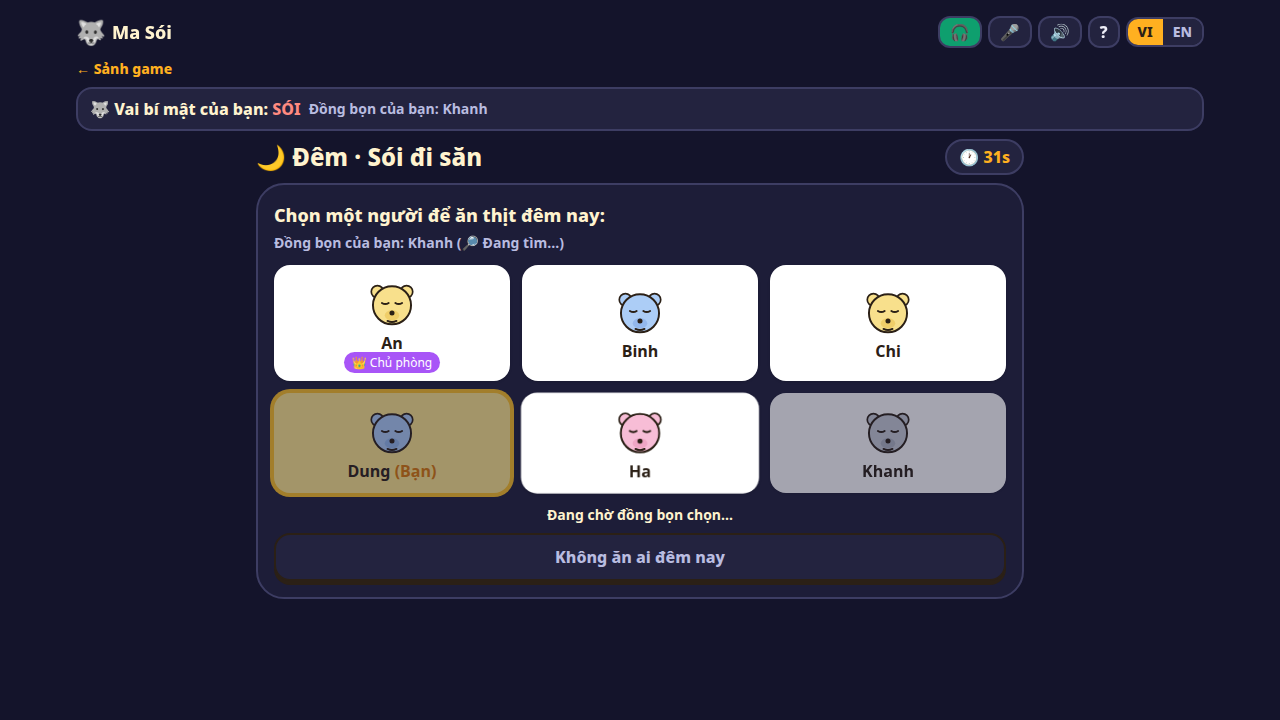 Ma Sói
?
VI EN
← Sảnh game
Vai bí mật của bạn: SÓI Đồng bọn của bạn: Khanh
Đêm · Sói đi săn
31s
Chọn một người để ăn thịt đêm nay:
Đồng bọn của bạn: Khanh (🔎 Đang tìm...)
An
Chủ phòng
Binh
Chi
Dung (Bạn)
Ha
Khanh
Đang chờ đồng bọn chọn...
Không ăn ai đêm nay